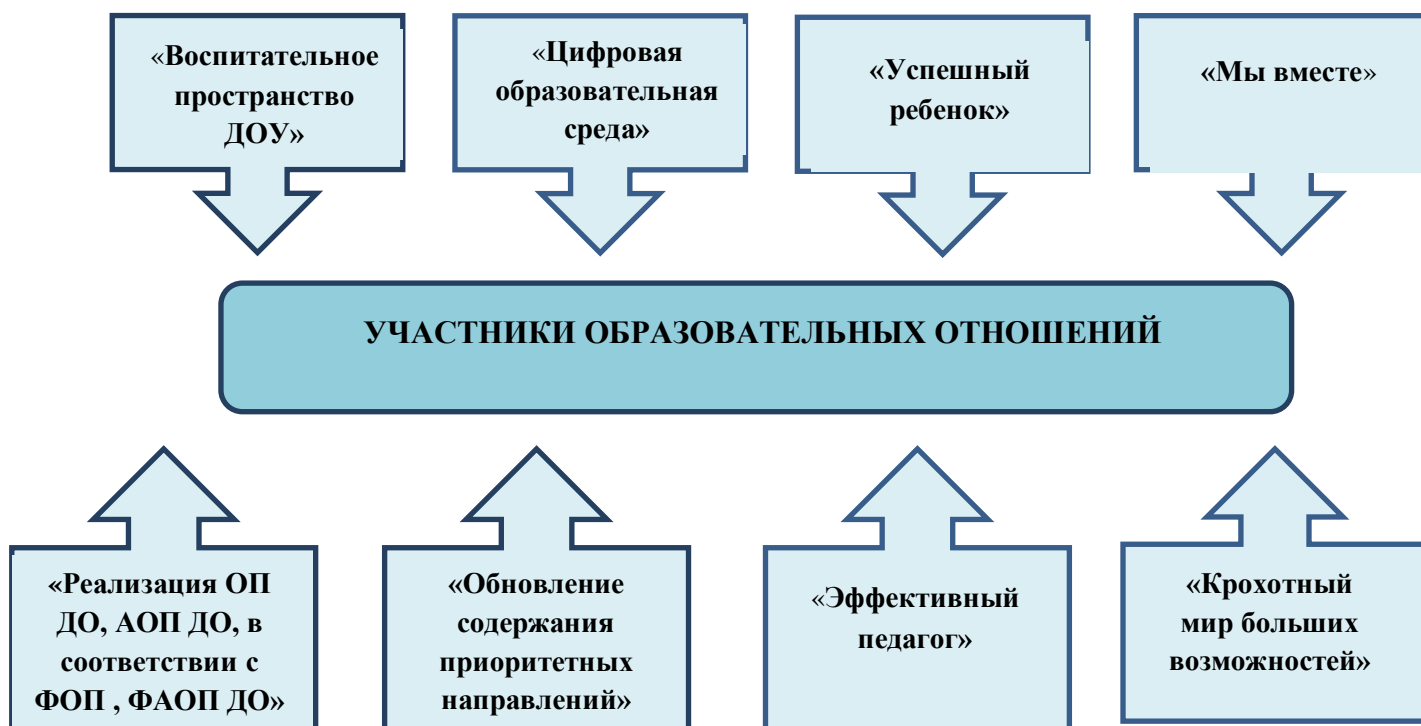 «Воспитательное
пространство
ДОУ»
«Цифровая
образовательная
среда»
«Успешный
ребенок»
«Мы вместе»
УЧАСТНИКИ ОБРАЗОВАТЕЛЬНЫХ ОТНОШЕНИЙ
«Реализация ОП
ДО, АОП ДО, в
соответствии с
ФОП , ФАОП ДО»
«Обновление
содержания
приоритетных
направлений»
«Эффективный
педагог»
«Крохотный
мир больших
возможностей»